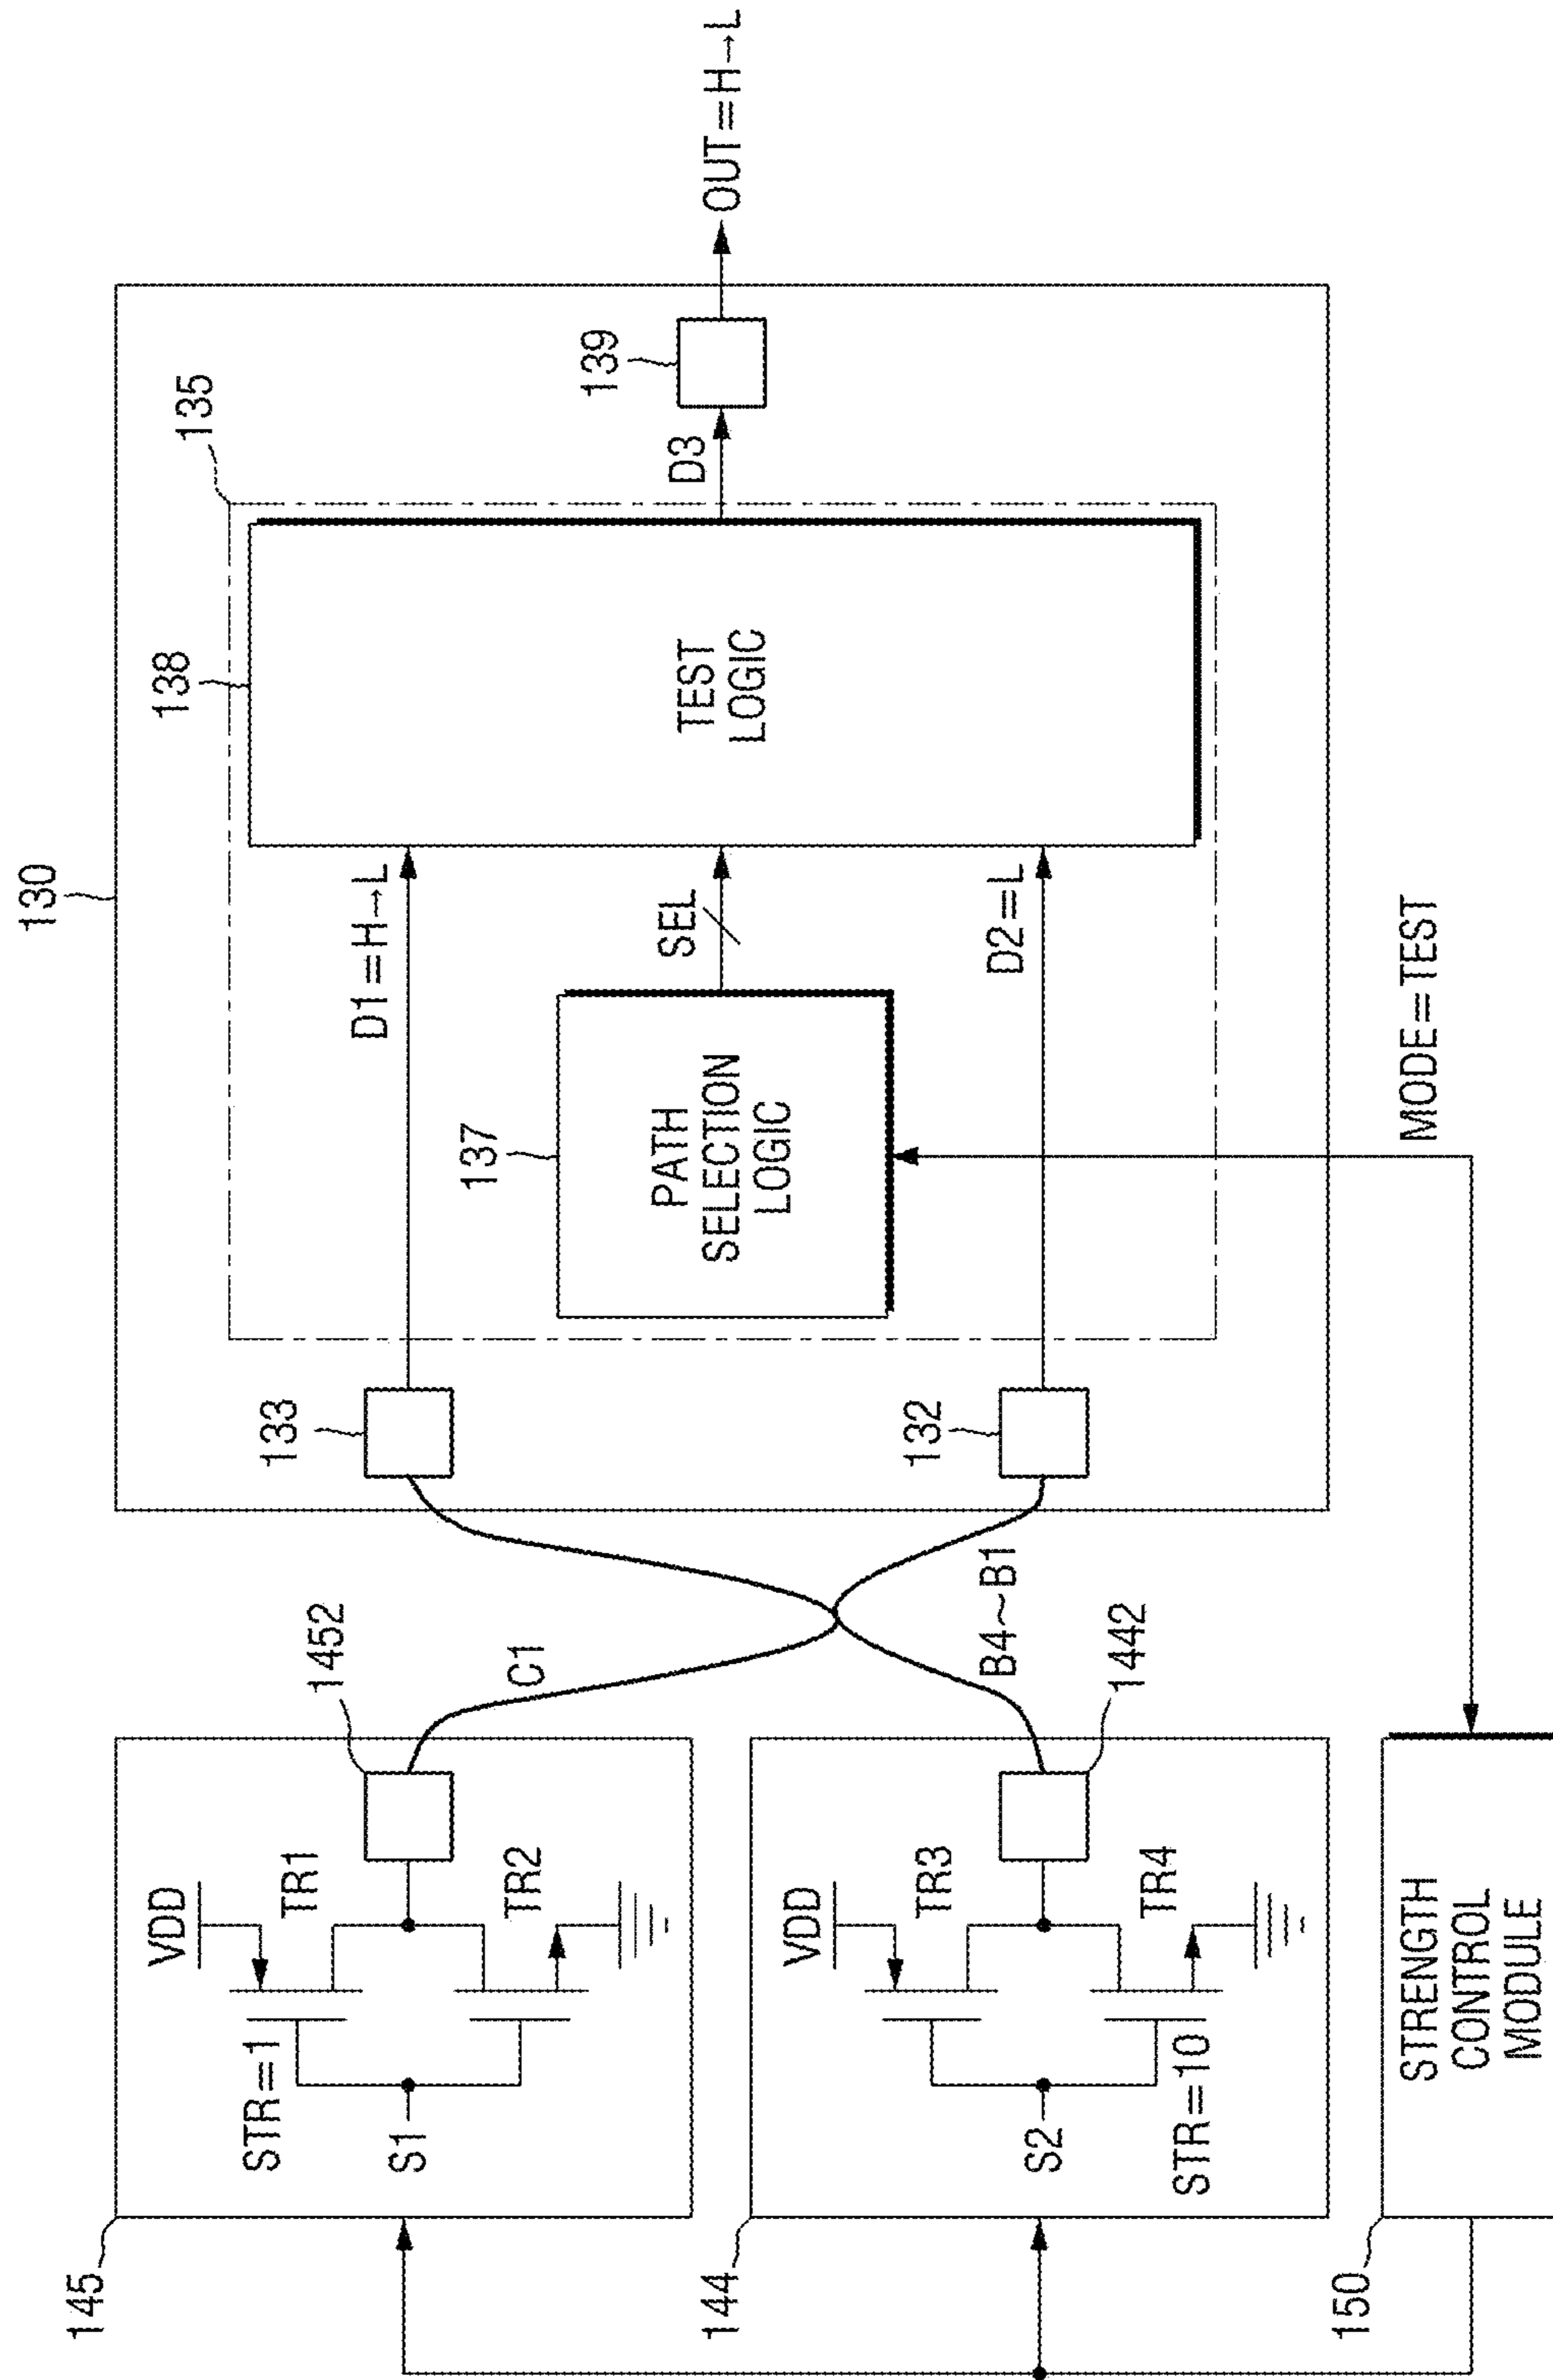 145
VDD
STR=1
TR1
S1
TR2
1452
C1
144
VDD
TR3
S2
TR4
STR=10
1442
B4~B1
150
STRENGTH
CONTROL
MODULE
MODE=TEST
130
133
132
135
D1=H→L
137
PATH
SELECTION
LOGIC
SEL
D2=L
138
TEST
LOGIC
D3
139
OUT=H→L